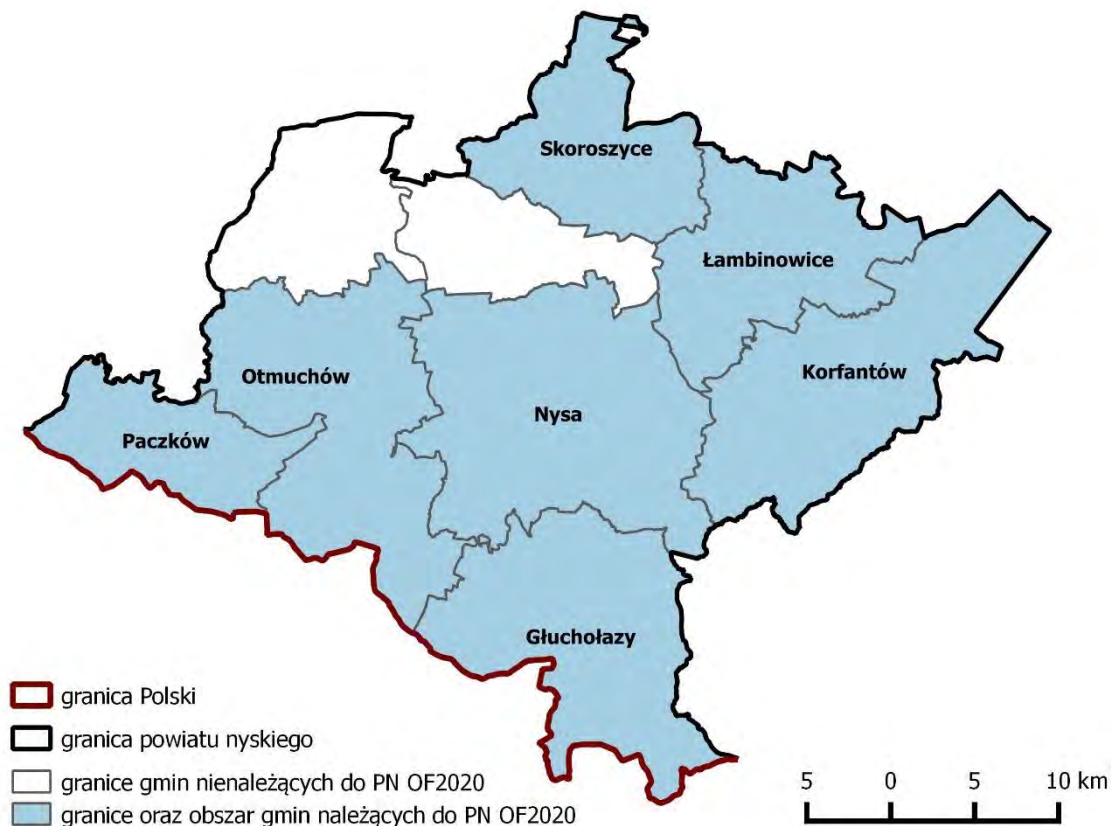 Skoroszyce
Łambinowice
Korfantów
Otmuchów
Nysa
Paczków
Głuchołazy
granica Polski
granica powiatu nyskiego
granice gmin nienależących do PN OF2020
granice oraz obszar gmin należących do PN OF2020
5 0 5 10 km